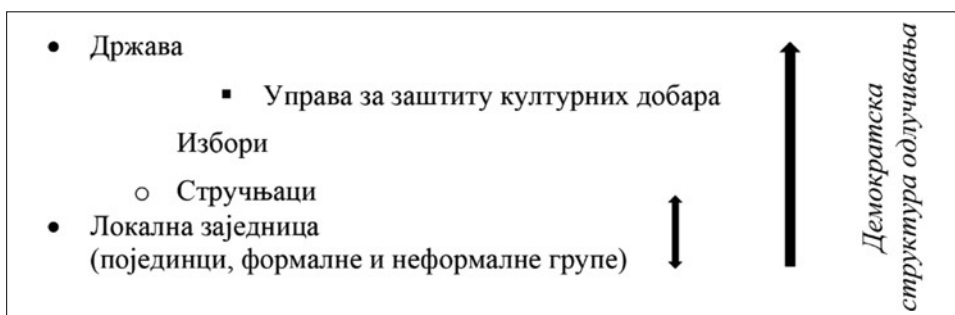 • Држава
▪ Управа за заштиту културних добара
Избори
o Стручњаци
• Локална заједница
(појединци, формалне и неформалне групе)
Демократска
структура одлучивања